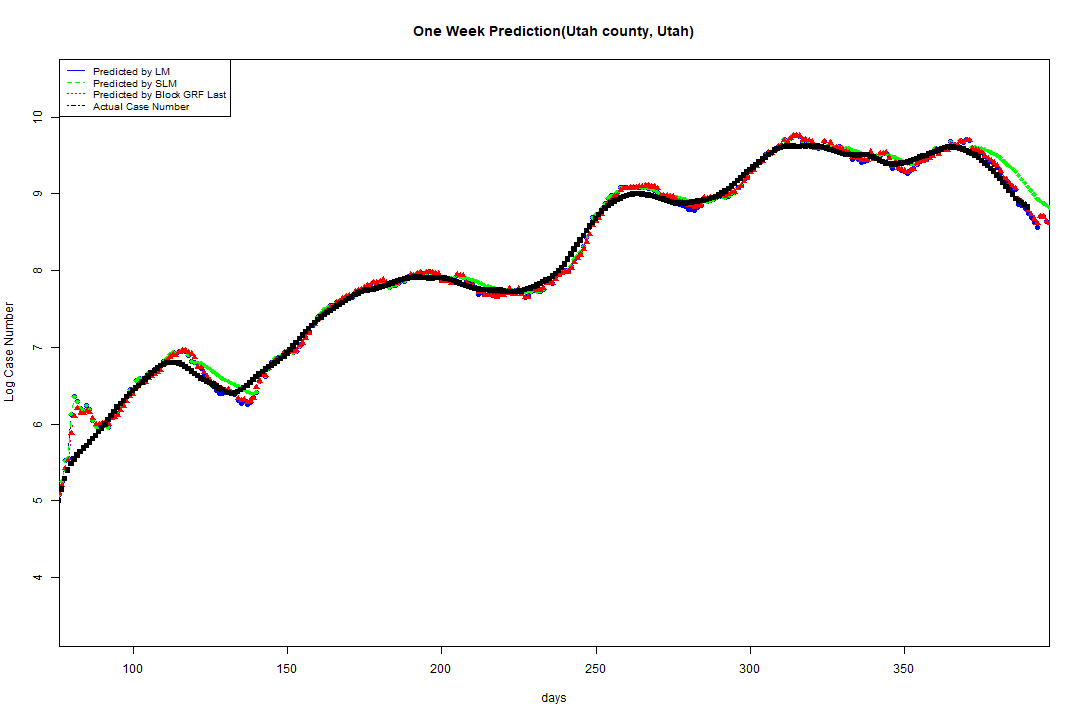 One Week Prediction(Utah county, Utah)
Predicted by LM
Predicted by SLM
Predicted by Block GRF Last
Actual Case Number
10
9
8
7
6
5
4
Log Case Number
100 150 200 250 300 350
days